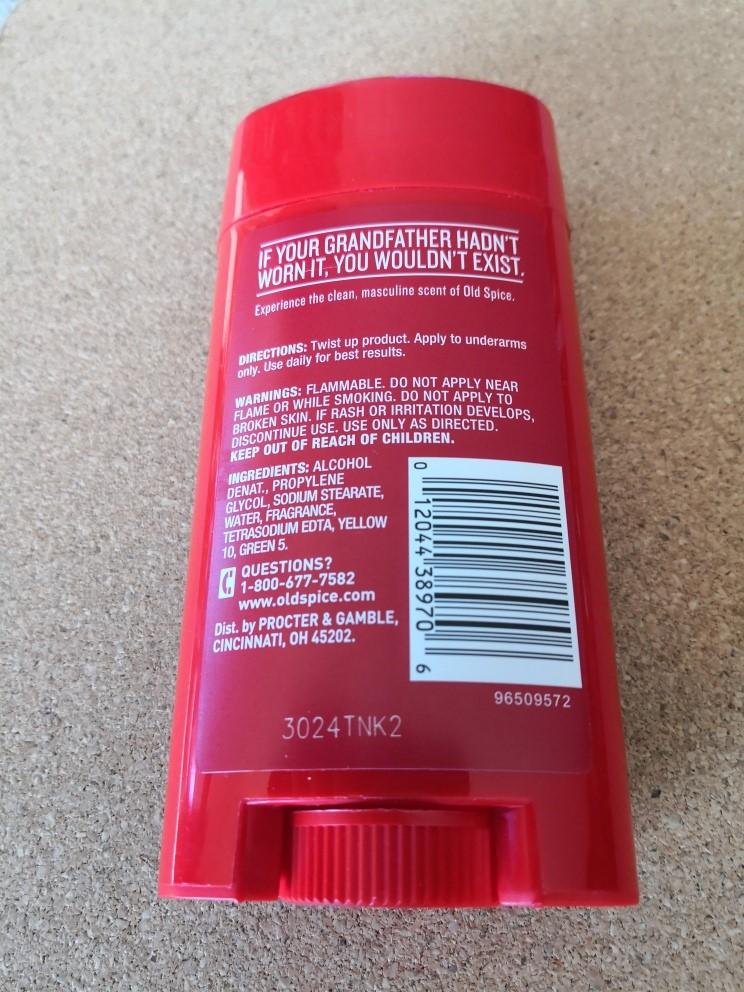 IF YOUR GRANDFATHER HADN'T
WORN IT, YOU WOULDN'T EXIST.
Experience the clean, masculine scent of Old Spice.
DIRECTIONS: Twist up product. Apply to underarms
only. Use daily for best results.
WARNINGS: FLAMMABLE. DO NOT APPLY NEAR
FLAME OR WHILE SMOKING. DO NOT APPLY TO
BROKEN SKIN. IF RASH OR IRRITATION DEVELOPS,
DISCONTINUE USE. USE ONLY AS DIRECTED.
KEEP OUT OF REACH OF CHILDREN.
INGREDIENTS: ALCOHOL
DENAT., PROPYLENE
GLYCOL, SODIUM STEARATE,
WATER, FRAGRANCE,
TETRASODIUM EDTA, YELLOW
10, GREEN 5.
QUESTIONS?
1-800-677-7582
www.oldspice.com
Dist. by PROCTER & GAMBLE,
CINCINNATI, OH 45202.
0 12044 38970 6
96509572
3024TNK2